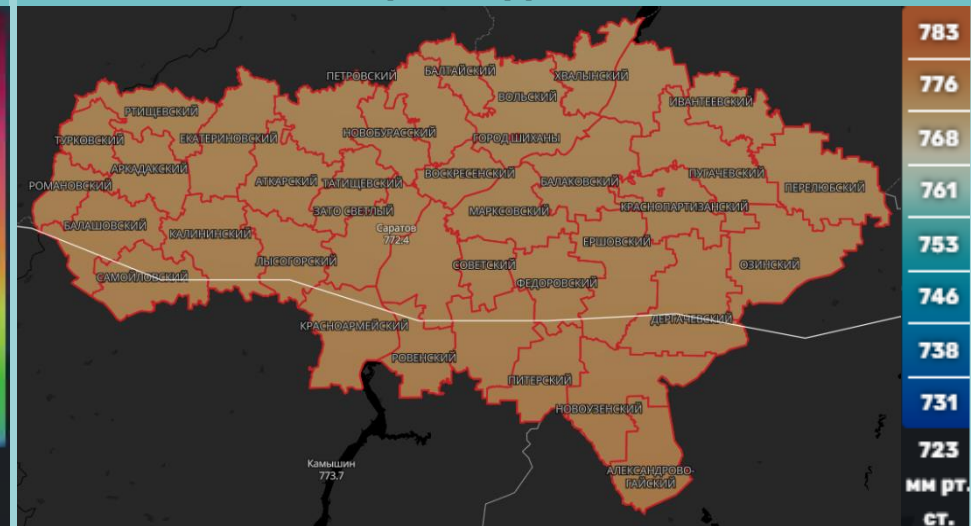 ПЕТРОВСКИЙ
БАЛТАЙСКИЙ
ХВАЛЫНСКИЙ
ВОЛЬСКИЙ
ИВАНТЕЕВСКИЙ
РТИЩЕВСКИЙ
ТУРКОВСКИЙ
ЕКАТЕРИНОВСКИЙ
НОВОБУРАССКИЙ
ГОРОД ШИХАНЫ
АРКАДАКСКИЙ
ВОСКРЕСЕНСКИЙ
ПУГАЧЕВСКИЙ
РОМАНОВСКИЙ
АТКАРСКИЙ
ТАТИЩЕВСКИЙ
БАЛАКОВСКИЙ
ПЕРЕЛЮБСКИЙ
ЗАТО СВЕТЛЫЙ
МАРКСОВСКИЙ
КРАСНОПАРТИЗАНСКИЙ
БАЛАШОВСКИЙ
КАЛИНИНСКИЙ
Саратов
772.4
ЕРШОВСКИЙ
ЛЫСОГОРСКИЙ
СОВЕТСКИЙ
ОЗИНСКИЙ
САМОЙЛОВСКИЙ
ФЕДОРОВСКИЙ
КРАСНОАРМЕЙСКИЙ
ДЕРГАЧЕВСКИЙ
РОВЕНСКИЙ
ПИТЕРСКИЙ
НОВОУЗЕНСКИЙ
Камышин
773.7
АЛЕКСАНДРОВО-
ГАЙСКИЙ
783
776
768
761
753
746
738
731
723
мм рт.
ст.